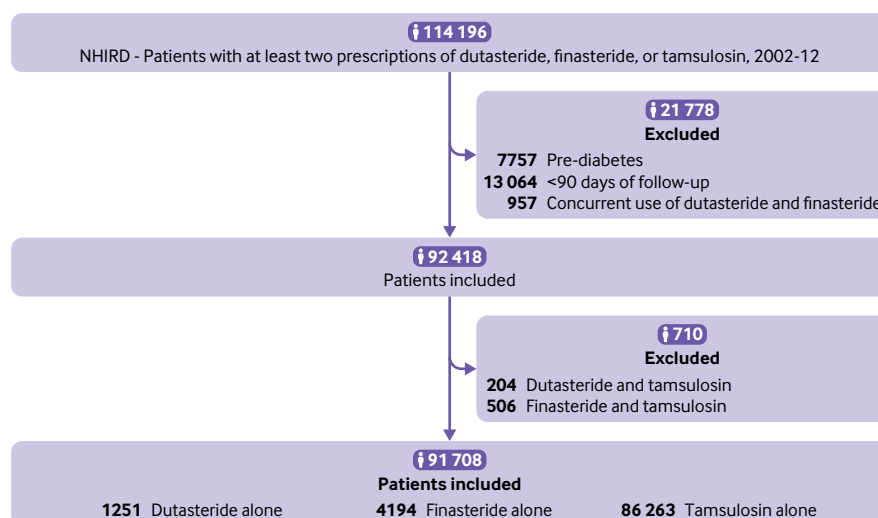 114 196
NHIRD - Patients with at least two prescriptions of dutasteride, finasteride, or tamsulosin, 2002-12
21 778
Excluded
7757 Pre-diabetes
13 064 <90 days of follow-up
957 Concurrent use of dutasteride and finasteride
92 418
Patients included
710
Excluded
204 Dutasteride and tamsulosin
506 Finasteride and tamsulosin
91 708
Patients included
1251 Dutasteride alone 4194 Finasteride alone 86 263 Tamsulosin alone